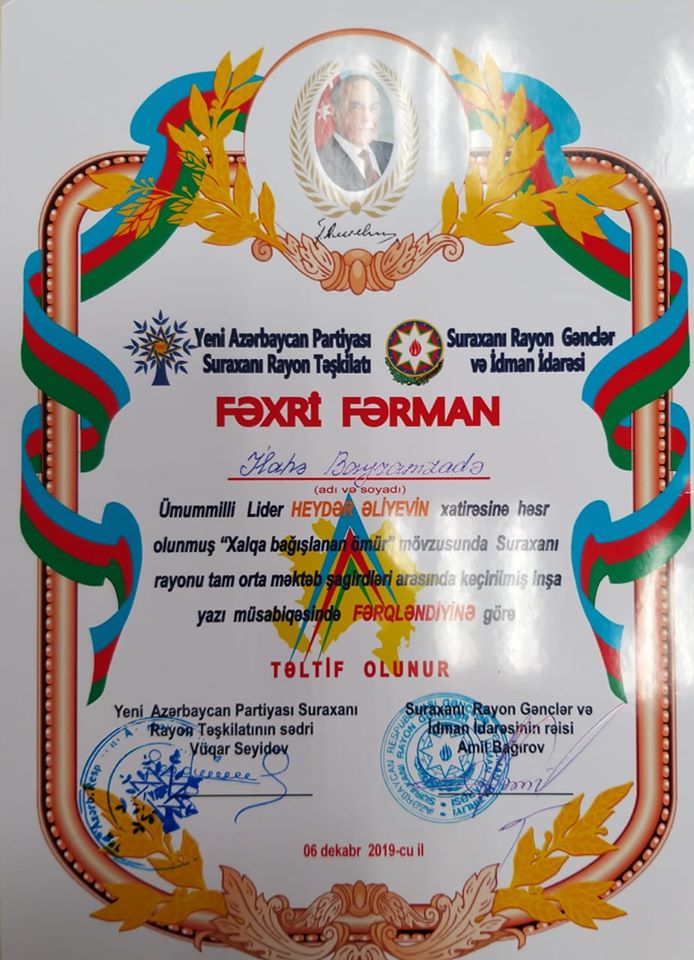 Yeni Azərbaycan Partiyası
Suraxanı Rayon Təşkilatı
Suraxanı Rayon Gənclər
və İdman İdarəsi
FƏXRİ FƏRMAN
Bayramzadə
(adı və soyadı)
Ümummilli Lider HEYDƏR ƏLİYEVİN xatirəsinə həsr
olunmuş “Xalqa bağışlanan ömür” mövzusunda Suraxanı
rayonu tam orta məktəb şagirdləri arasında keçirilmiş inşa
yazı müsabiqəsində FƏRQLƏNDİYİNƏ görə
TƏLTİF OLUNUR
Yeni Azərbaycan Partiyası Suraxanı
Rayon Təşkilatının sədri
Vüqar Seyidov
Suraxanı Rayon Gənclər və
İdman İdarəsinin rəisi
Amil Bağırov
06 dekabr 2019-cu il